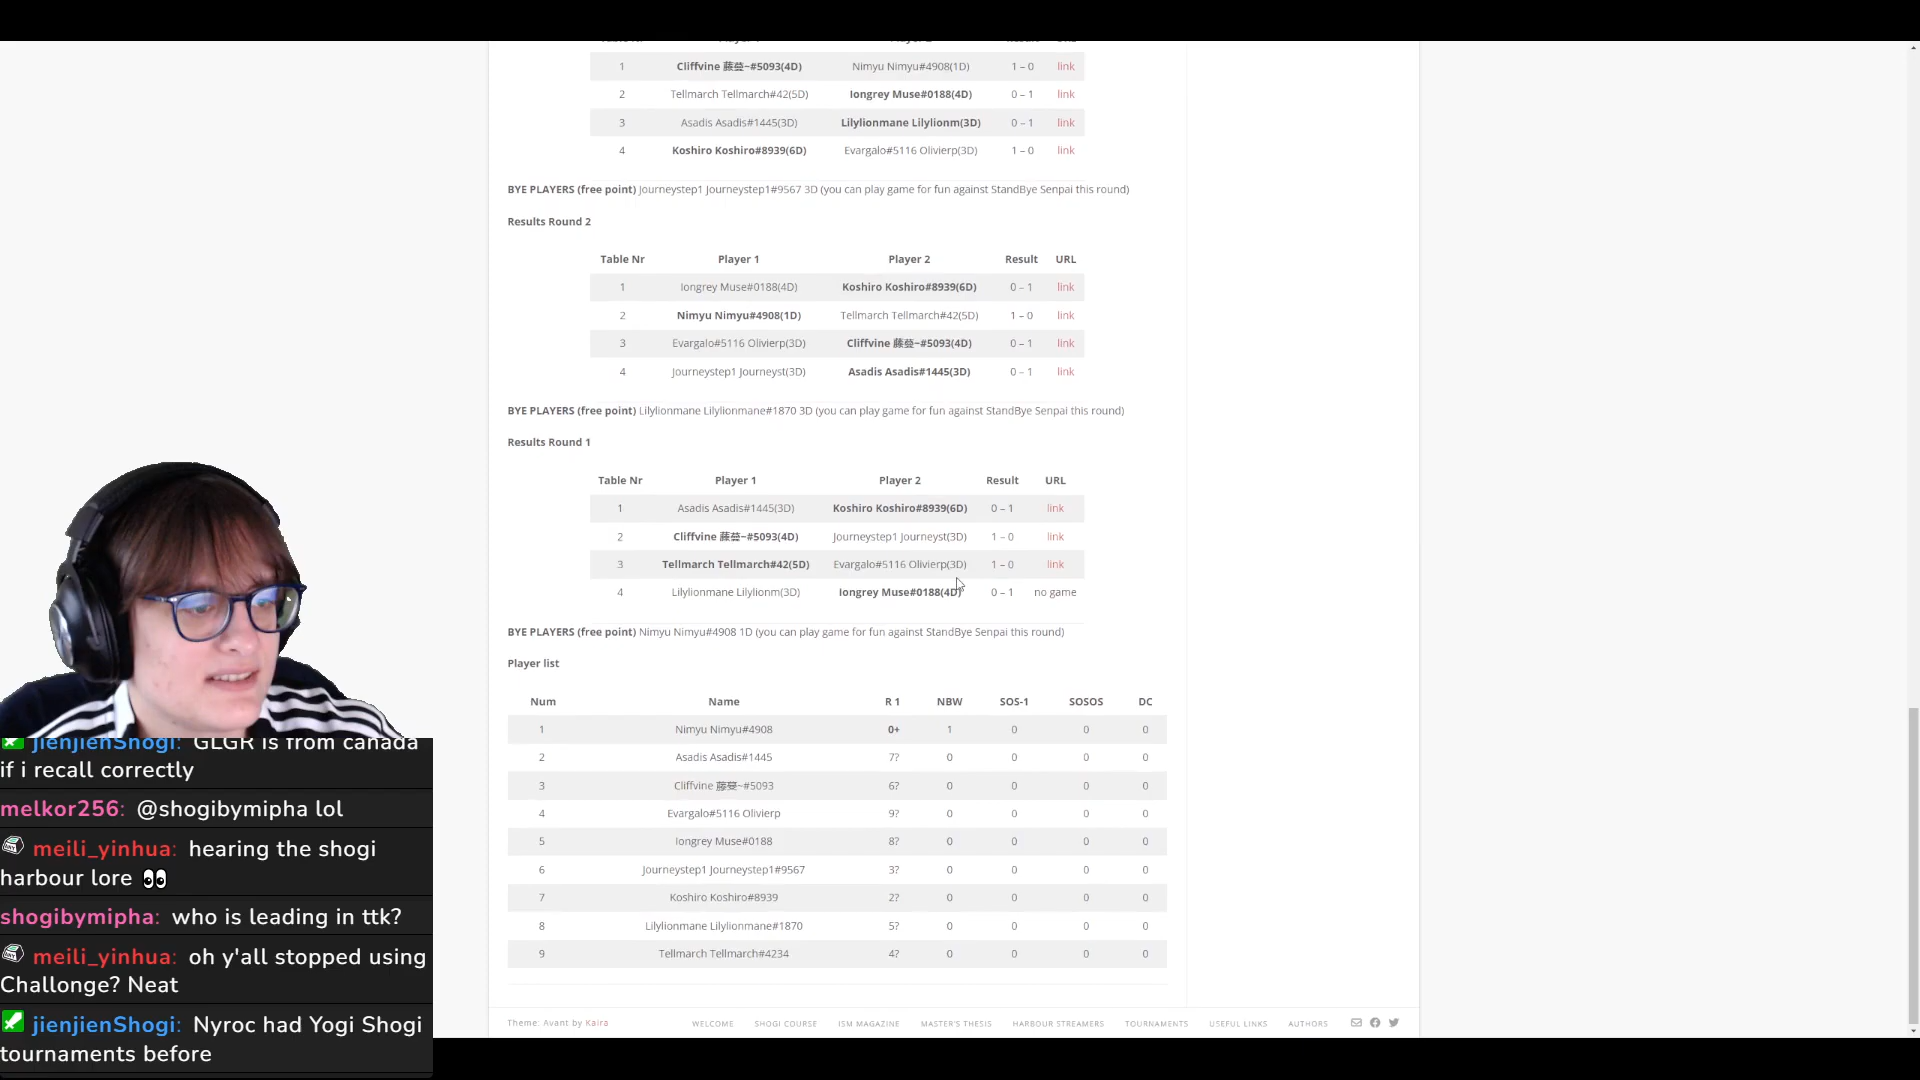 1 Cliffvine 藤蔓~#5093(4D) Nimyu Nimyu#4908(1D) 1 – 0 link
2 Tellmarch Tellmarch#42(5D) Iongrey Muse#0188(4D) 0 – 1 link
3 Asadis Asadis#1445(3D) Lilylionmane Lilylionm(3D) 0 – 1 link
4 Koshiro Koshiro#8939(6D) Evargalo#5116 Olivierp(3D) 1 – 0 link
BYE PLAYERS (free point) Journeystep1 Journeystep1#9567 3D (you can play game for fun against StandBye Senpai this round)
Results Round 2
Table Nr Player 1 Player 2 Result URL
1 Iongrey Muse#0188(4D) Koshiro Koshiro#8939(6D) 0 – 1 link
2 Nimyu Nimyu#4908(1D) Tellmarch Tellmarch#42(5D) 1 – 0 link
3 Evargalo#5116 Olivierp(3D) Cliffvine 藤蔓~#5093(4D) 0 – 1 link
4 Journeystep1 Journeyst(3D) Asadis Asadis#1445(3D) 0 – 1 link
BYE PLAYERS (free point) Lilylionmane Lilylionmane#1870 3D (you can play game for fun against StandBye Senpai this round)
Results Round 1
Table Nr Player 1 Player 2 Result URL
1 Asadis Asadis#1445(3D) Koshiro Koshiro#8939(6D) 0 – 1 link
2 Cliffvine 藤蔓~#5093(4D) Journeystep1 Journeyst(3D) 1 – 0 link
3 Tellmarch Tellmarch#42(5D) Evargalo#5116 Olivierp(3D) 1 – 0 link
4 Lilylionmane Lilylionm(3D) Iongrey Muse#0188(4D) 0 – 1 no game
BYE PLAYERS (free point) Nimyu Nimyu#4908 1D (you can play game for fun against StandBye Senpai this round)
Player list
Num Name R 1 NBW SOS-1 SOSOS DC
1 Nimyu Nimyu#4908 0+ 1 0 0 0
2 Asadis Asadis#1445 7? 0 0 0 0
3 Cliffvine 藤蔓~#5093 6? 0 0 0 0
4 Evargalo#5116 Olivierp 9? 0 0 0 0
5 Iongrey Muse#0188 8? 0 0 0 0
6 Journeystep1 Journeystep1#9567 3? 0 0 0 0
7 Koshiro Koshiro#8939 2? 0 0 0 0
8 Lilylionmane Lilylionmane#1870 5? 0 0 0 0
9 Tellmarch Tellmarch#4234 4? 0 0 0 0
Theme: Avant by Kaira WELCOME SHOGI COURSE ISM MAGAZINE MASTER'S THESIS HARBOUR STREAMERS TOURNAMENTS USEFUL LINKS AUTHORS
jienjienShogi: GLGR is from canada
if i recall correctly
melkor256: @shogibymipha lol
meili_yinhua: hearing the shogi
harbour lore 👀
shogibymipha: who is leading in ttk?
meili_yinhua: oh y'all stopped using
Challonge? Neat
jienjienShogi: Nyroc had Yogi Shogi
tournaments before